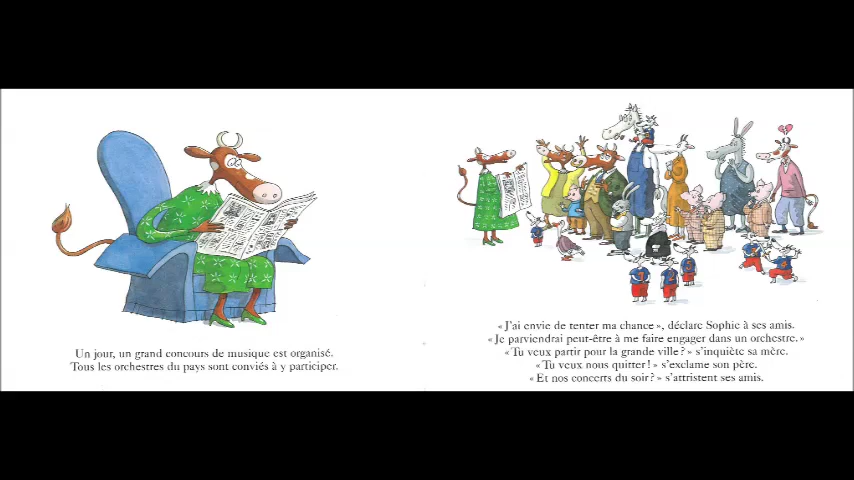 Un jour, un grand concours de musique est organisé.
Tous les orchestres du pays sont conviés à y participer.
« J'ai envie de tenter ma chance », déclare Sophie à ses amis.
« Je parviendrai peut-être à me faire engager dans un orchestre. »
« Tu veux partir pour la grande ville ? » s'inquiète sa mère.
« Tu veux nous quitter ! » s'exclame son père.
« Et nos concerts du soir ? » s'attristent ses amis.